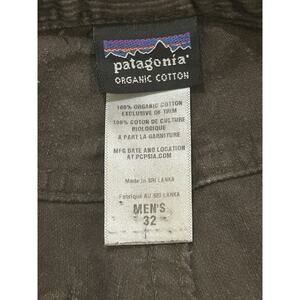 patagonia®
ORGANIC COTTON
100% ORGANIC COTTON
EXCLUSIVE OF TRIM
100% COTON DE CULTURE
BIOLOGIQUE
A PART LA GARNITURE
MFG DATE AND LOCATION
AT PCPSIA.COM
Made in SRI LANKA
Fabriqué AU SRI LANKA
MEN'S
32